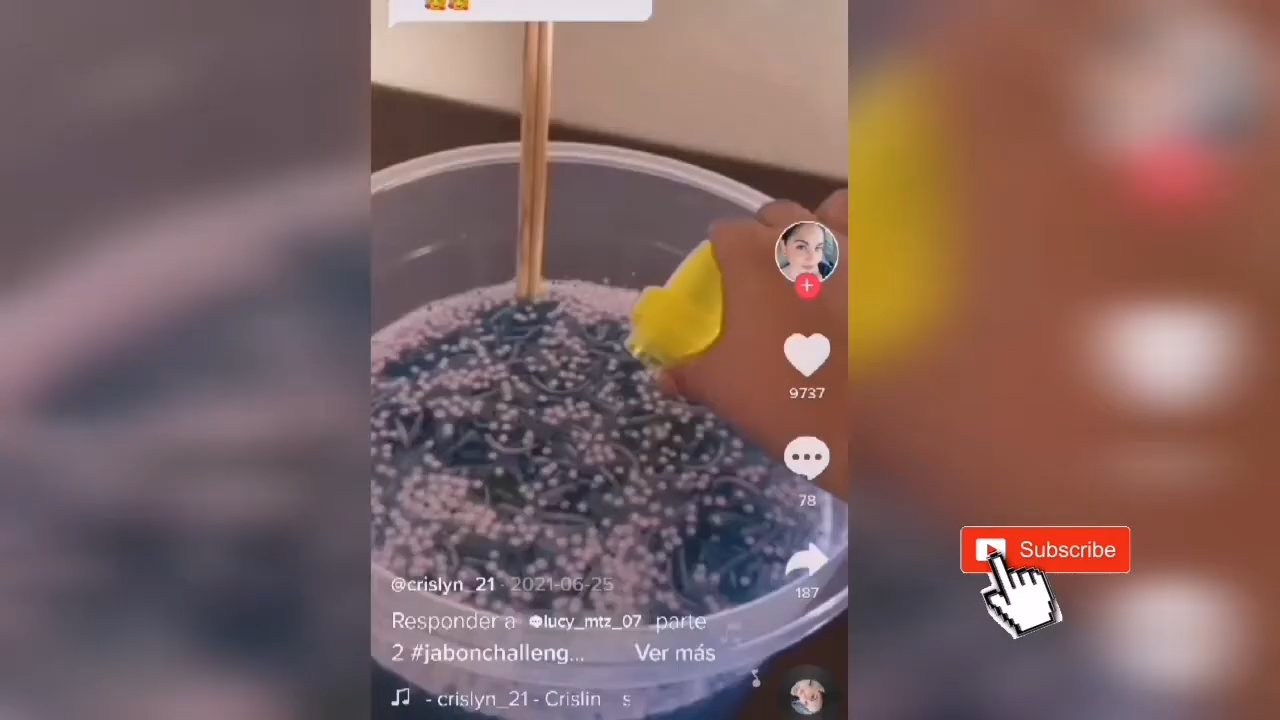 9737
78
187
@crislyn_21 · 2021-06-25
Responder a lucy_mtz_07 parte
2 #jabonchalleng... Ver más
- crislyn_21 - Crislin s
Subscribe